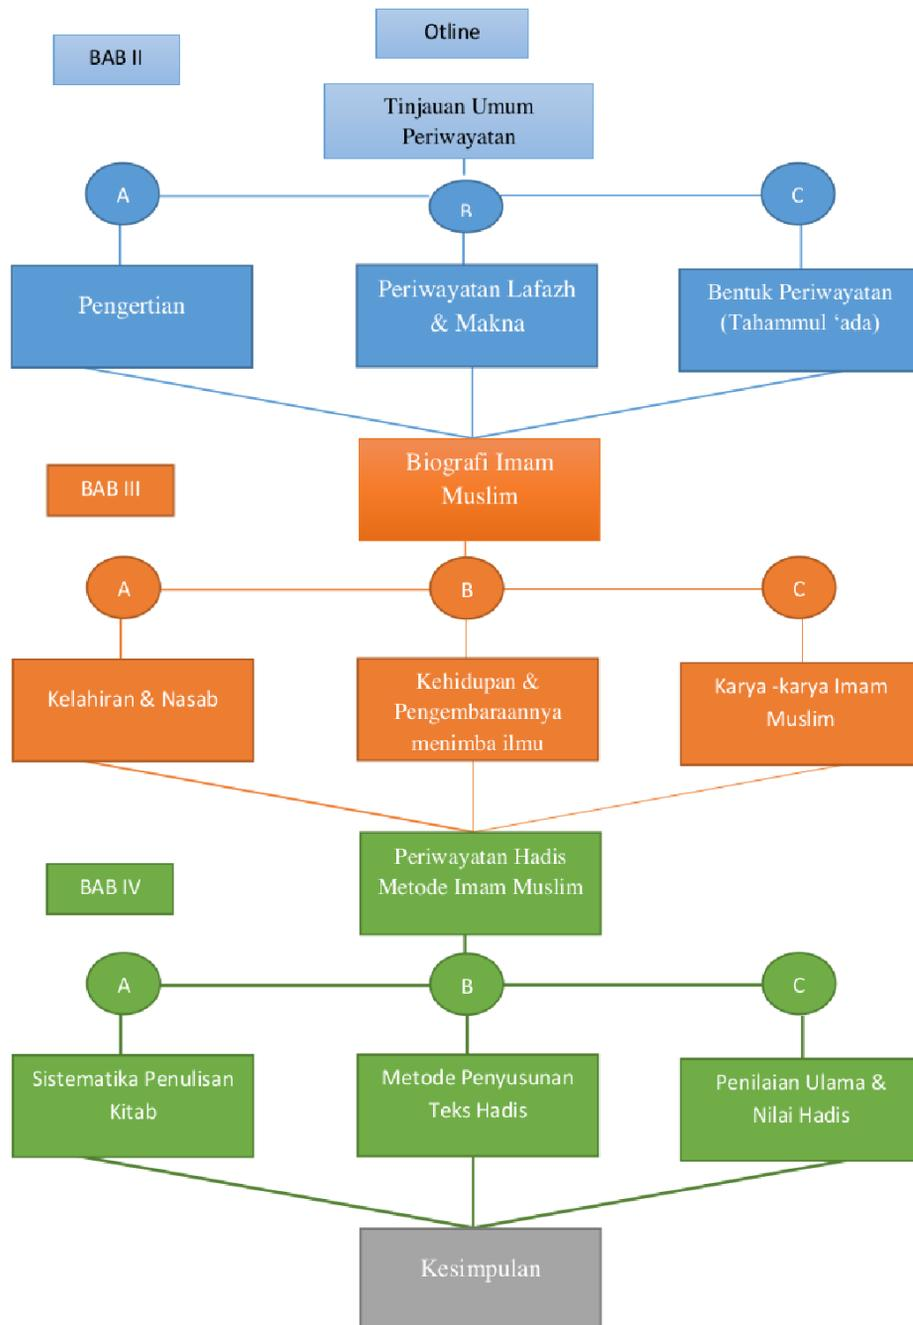 Otline
BAB II
Tinjauan Umum
Periwayatan
A
B
C
Pengertian
Periwayatan Lafazh
& Makna
Bentuk Periwayatan
(Tahammul ‘ada)
Biografi Imam
Muslim
BAB III
A
B
C
Kelahiran & Nasab
Kehidupan &
Pengembaraannya
menimba ilmu
Karya -karya Imam
Muslim
Periwayatan Hadis
Metode Imam Muslim
BAB IV
A
B
C
Sistematika Penulisan
Kitab
Metode Penyusunan
Teks Hadis
Penilaian Ulama &
Nilai Hadis
Kesimpulan